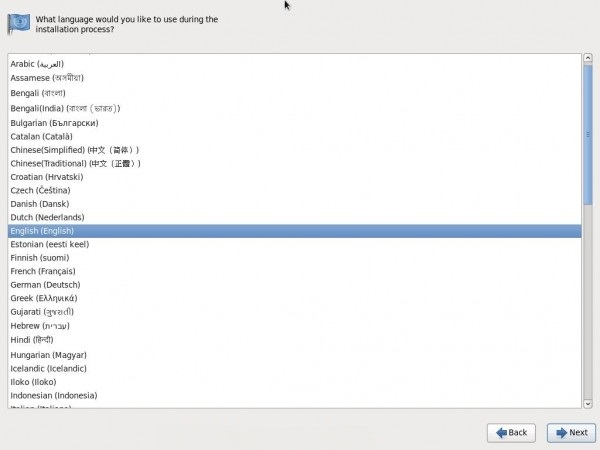 What language would you like to use during the
installation process?
Arabic (العربية)
Assamese (অসমীয়া)
Bengali (বাংলা)
Bengali(India) (বাংলা (ভারত))
Bulgarian (Български)
Catalan (Català)
Chinese(Simplified) (中文（简体）)
Chinese(Traditional) (中文（正體）)
Croatian (Hrvatski)
Czech (Čeština)
Danish (Dansk)
Dutch (Nederlands)
English (English)
Estonian (eesti keel)
Finnish (suomi)
French (Français)
German (Deutsch)
Greek (Ελληνικά)
Gujarati (ગુજરાતી)
Hebrew (עברית)
Hindi (हिन्दी)
Hungarian (Magyar)
Icelandic (Icelandic)
Iloko (Iloko)
Indonesian (Indonesia)
Italian (Italiano)
Back Next